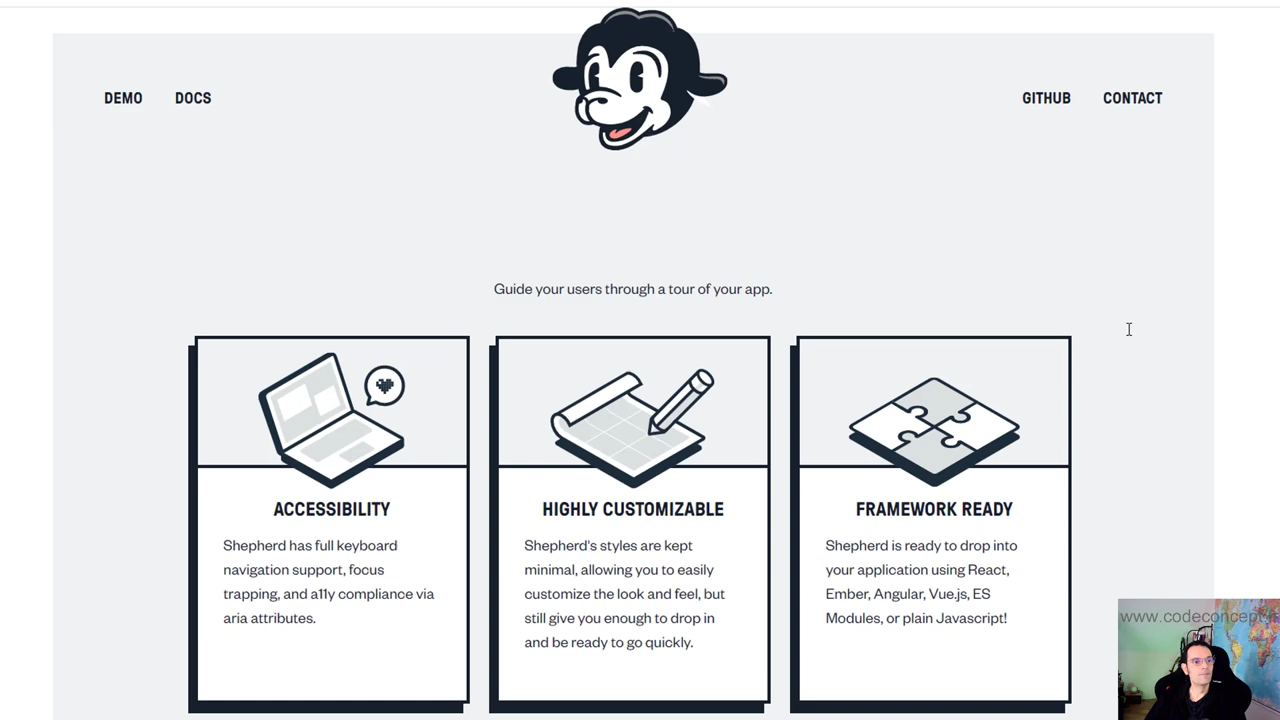 DEMO
DOCS
GITHUB
CONTACT
Guide your users through a tour of your app.
ACCESSIBILITY
Shepherd has full keyboard
navigation support, focus
trapping, and a11y compliance via
aria attributes.
HIGHLY CUSTOMIZABLE
Shepherd's styles are kept
minimal, allowing you to easily
customize the look and feel, but
still give you enough to drop in
and be ready to go quickly.
FRAMEWORK READY
Shepherd is ready to drop into
your application using React,
Ember, Angular, Vue.js, ES
Modules, or plain Javascript!